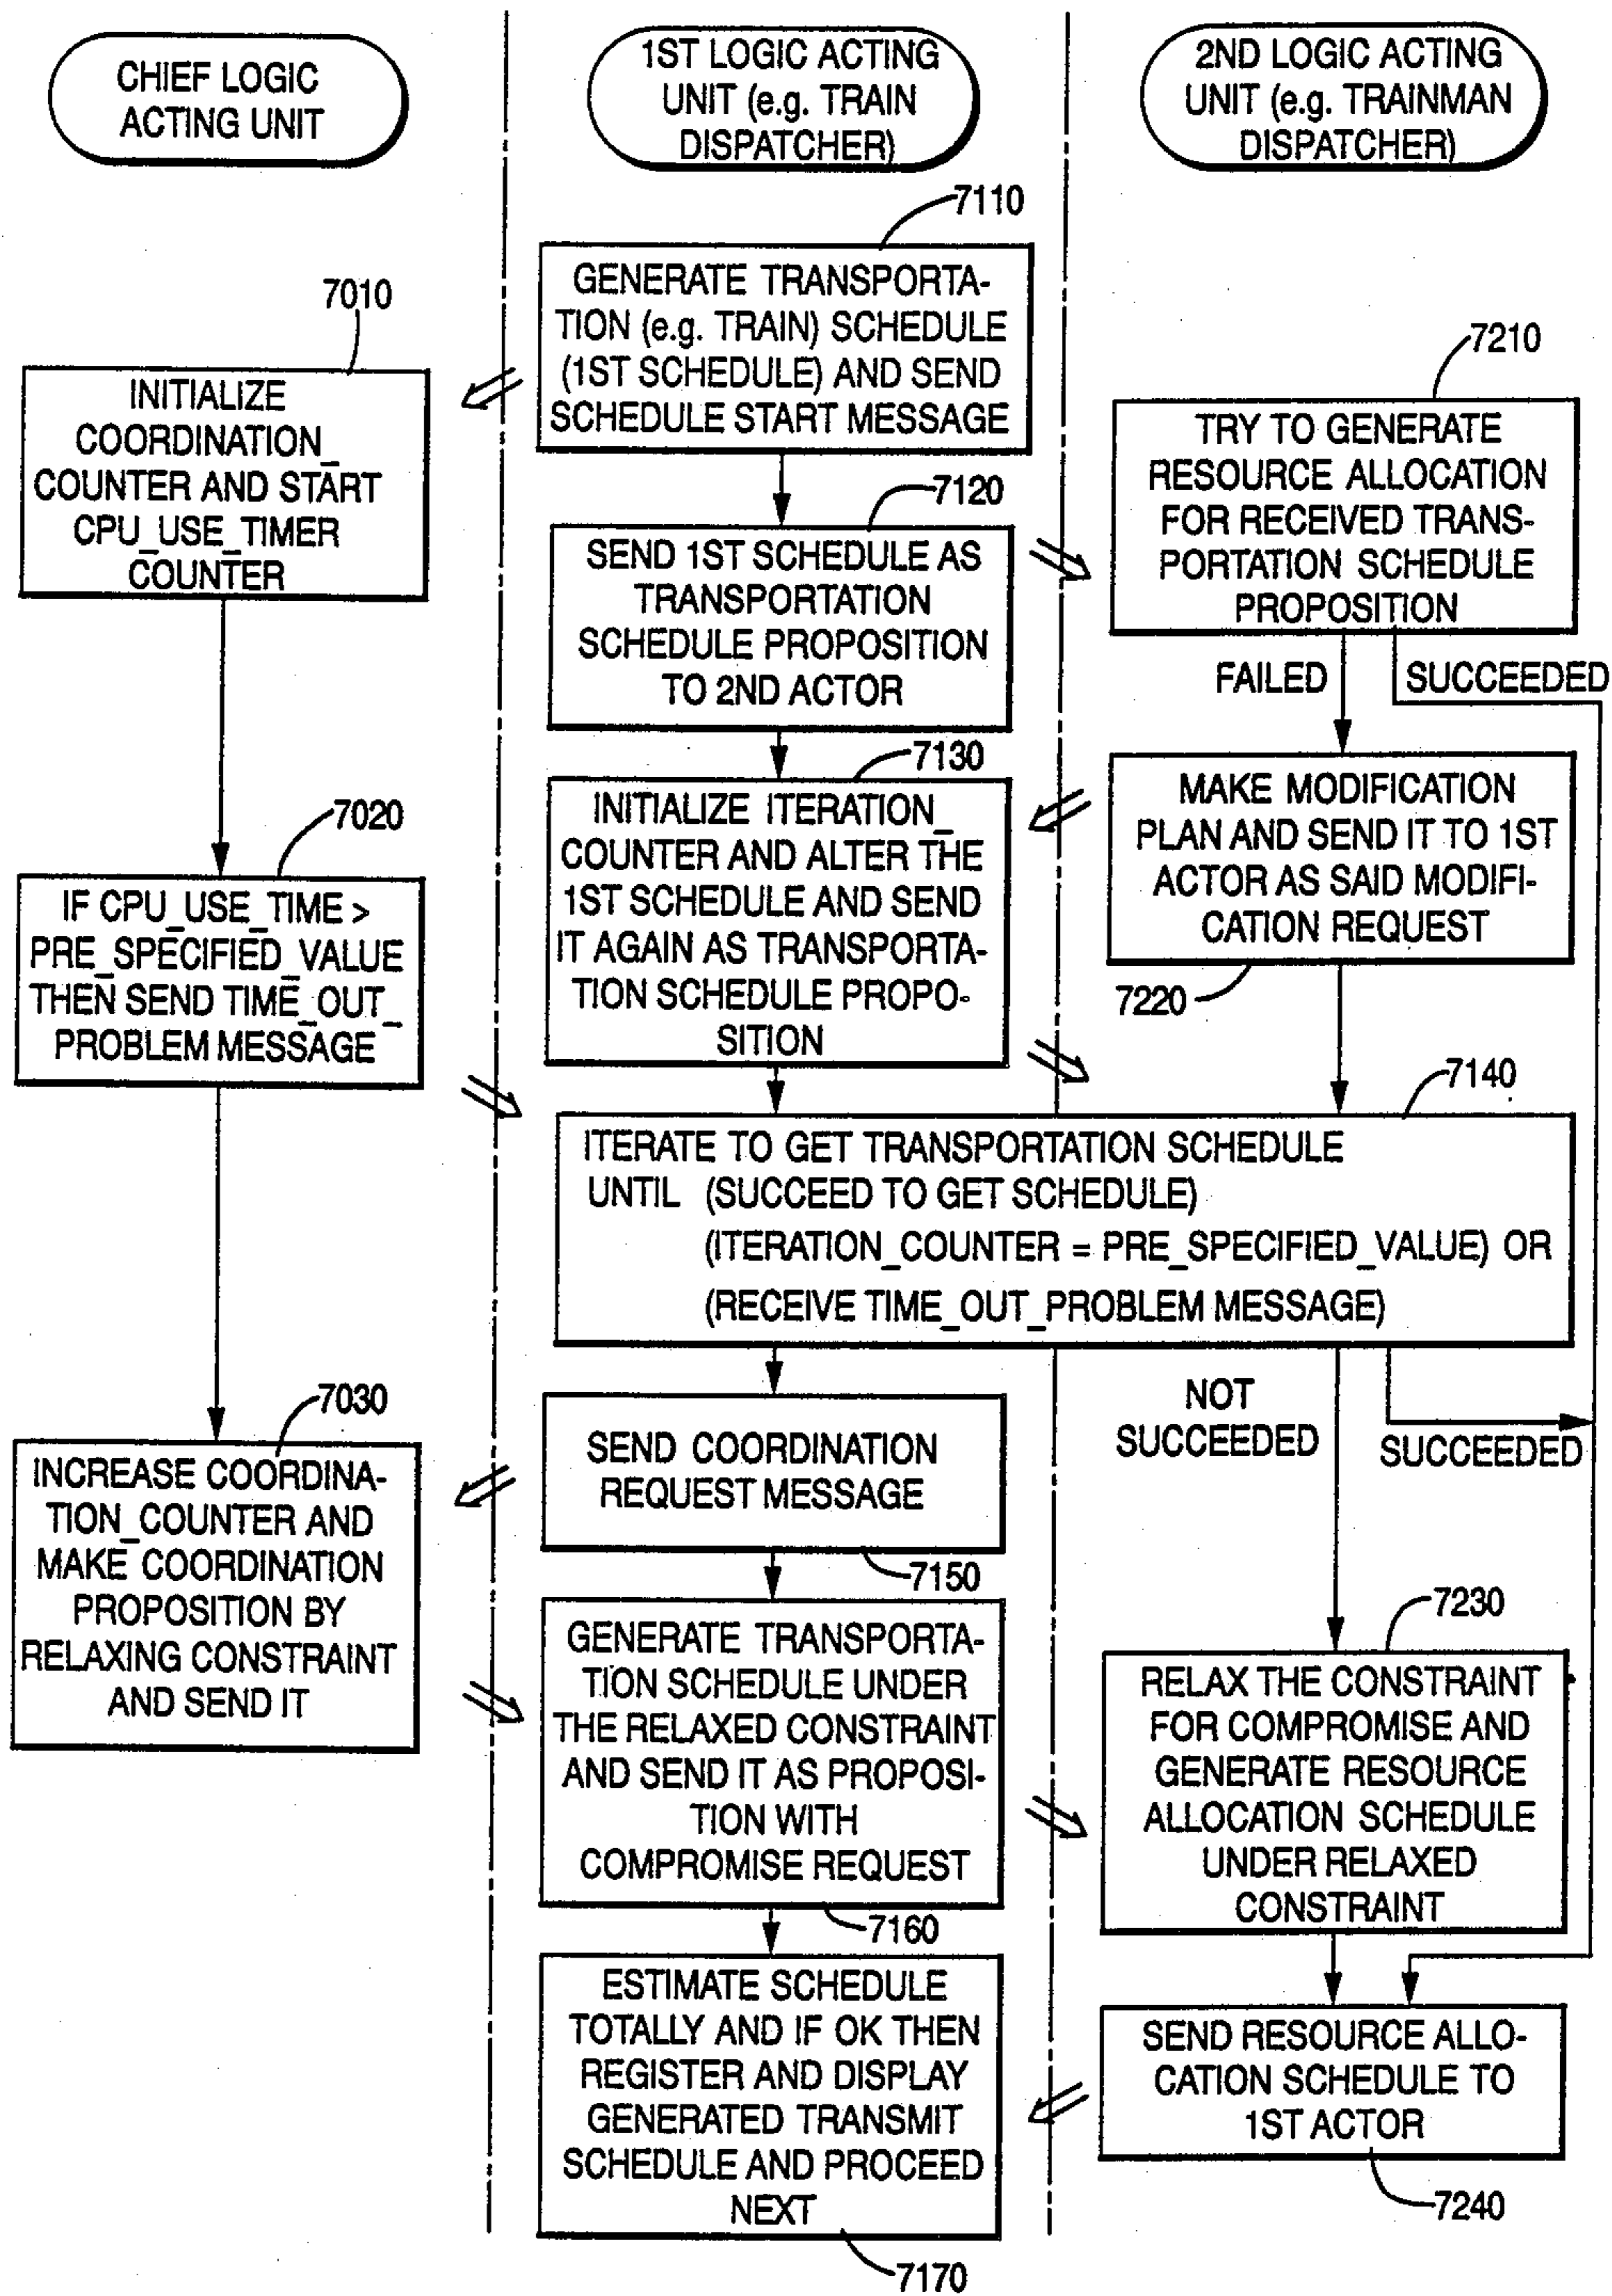 CHIEF LOGIC
ACTING UNIT
1ST LOGIC ACTING
UNIT (e.g. TRAIN
DISPATCHER)
2ND LOGIC ACTING
UNIT (e.g. TRAINMAN
DISPATCHER)
7010
INITIALIZE
COORDINATION_
COUNTER AND START
CPU_USE_TIMER
COUNTER
7020
IF CPU_USE_TIME >
PRE_SPECIFIED_VALUE
THEN SEND TIME_OUT_
PROBLEM MESSAGE
7030
INCREASE COORDINA-
TION_COUNTER AND
MAKE COORDINATION
PROPOSITION BY
RELAXING CONSTRAINT
AND SEND IT
7110
GENERATE TRANSPORTA-
TION (e.g. TRAIN) SCHEDULE
(1ST SCHEDULE) AND SEND
SCHEDULE START MESSAGE
7120
SEND 1ST SCHEDULE AS
TRANSPORTATION
SCHEDULE PROPOSITION
TO 2ND ACTOR
7130
INITIALIZE ITERATION_
COUNTER AND ALTER THE
1ST SCHEDULE AND SEND
IT AGAIN AS TRANSPORTA-
TION SCHEDULE PROPO-
SITION
7210
TRY TO GENERATE
RESOURCE ALLOCATION
FOR RECEIVED TRANS-
PORTATION SCHEDULE
PROPOSITION
FAILED
SUCCEEDED
MAKE MODIFICATION
PLAN AND SEND IT TO 1ST
ACTOR AS SAID MODIFI-
CATION REQUEST
7220
7140
ITERATE TO GET TRANSPORTATION SCHEDULE
UNTIL (SUCCEED TO GET SCHEDULE)
(ITERATION_COUNTER = PRE_SPECIFIED_VALUE) OR
(RECEIVE TIME_OUT_PROBLEM MESSAGE)
SEND COORDINATION
REQUEST MESSAGE
7150
GENERATE TRANSPORTA-
TION SCHEDULE UNDER
THE RELAXED CONSTRAINT
AND SEND IT AS PROPOSI-
TION WITH
COMPROMISE REQUEST
7160
ESTIMATE SCHEDULE
TOTALLY AND IF OK THEN
REGISTER AND DISPLAY
GENERATED TRANSMIT
SCHEDULE AND PROCEED
NEXT
7170
NOT
SUCCEEDED
SUCCEEDED
7230
RELAX THE CONSTRAINT
FOR COMPROMISE AND
GENERATE RESOURCE
ALLOCATION SCHEDULE
UNDER RELAXED
CONSTRAINT
SEND RESOURCE ALLO-
CATION SCHEDULE TO
1ST ACTOR
7240